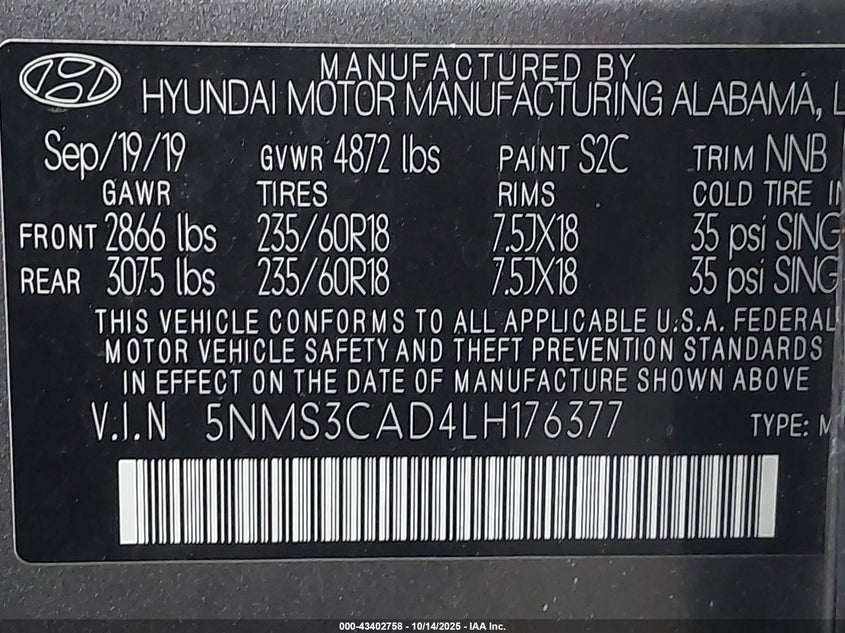 MANUFACTURED BY
HYUNDAI MOTOR MANUFACTURING ALABAMA, L
Sep/19/19 GVWR 4872 lbs PAINT S2C TRIM NNB
GAWR TIRES RIMS COLD TIRE IN
FRONT 2866 lbs 235/60R18 7.5JX18 35 psi SING
REAR 3075 lbs 235/60R18 7.5JX18 35 psi SING
THIS VEHICLE CONFORMS TO ALL APPLICABLE U.S.A. FEDERAL
MOTOR VEHICLE SAFETY AND THEFT PREVENTION STANDARDS
IN EFFECT ON THE DATE OF MANUFACTURE SHOWN ABOVE
V.I.N 5NMS3CAD4LH176377 TYPE: M
000-43402758 - 10/14/2025 - IAA Inc.